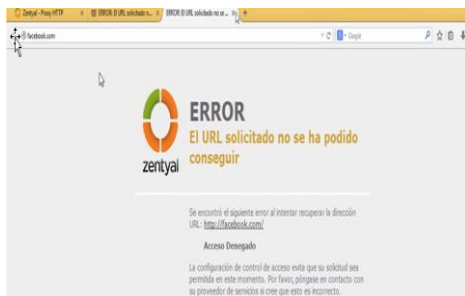 Zentyal - Proxy HTTP
ERROR: El URL solicitado n...
ERROR: El URL solicitado no se ...
facebook.com
Google
ERROR
El URL solicitado no se ha podido
conseguir
zentyal
Se encontró el siguiente error al intentar recuperar la dirección
URL: http://facebook.com/
Acceso Denegado
La configuración de control de acceso evita que su solicitud sea
permitida en este momento. Por favor, póngase en contacto con
su proveedor de servicios si cree que esto es incorrecto.